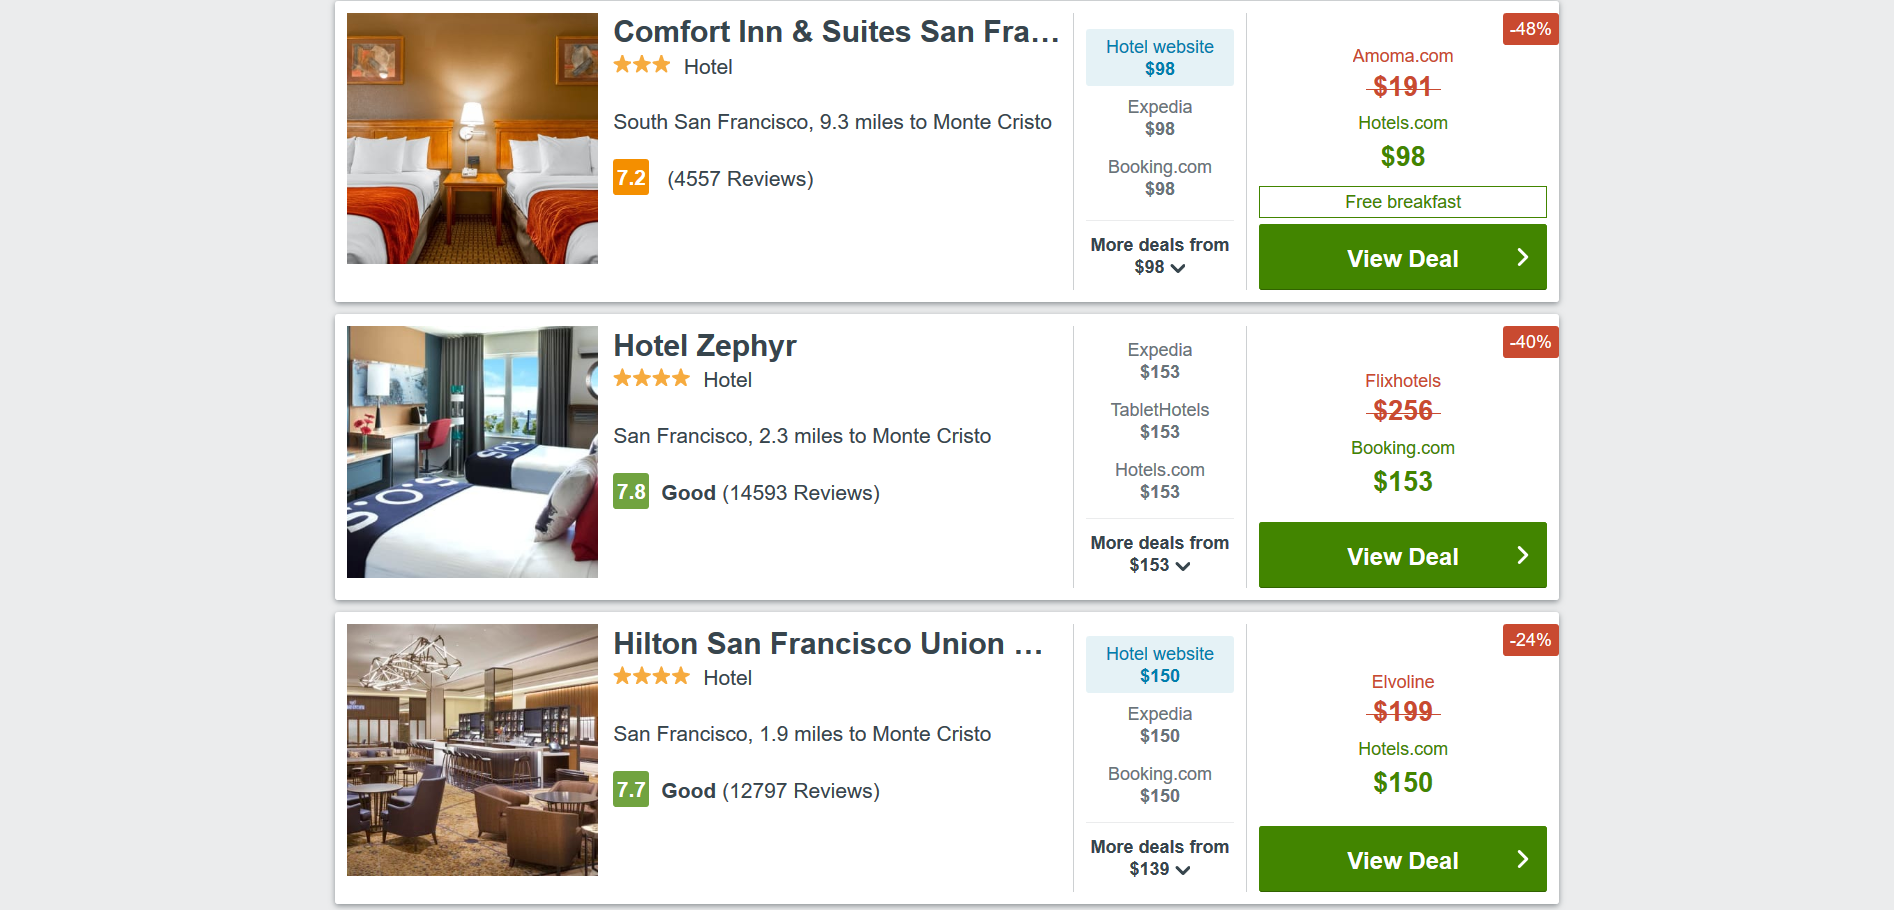 Comfort Inn & Suites San Fra...
Hotel
South San Francisco, 9.3 miles to Monte Cristo
7.2 (4557 Reviews)
Hotel website
$98
Expedia
$98
Booking.com
$98
More deals from
$98
-48%
Amoma.com
$191
Hotels.com
$98
Free breakfast
View Deal
Hotel Zephyr
Hotel
San Francisco, 2.3 miles to Monte Cristo
7.8 Good (14593 Reviews)
Expedia
$153
TabletHotels
$153
Hotels.com
$153
More deals from
$153
-40%
Flixhotels
$256
Booking.com
$153
View Deal
Hilton San Francisco Union ...
Hotel
San Francisco, 1.9 miles to Monte Cristo
7.7 Good (12797 Reviews)
Hotel website
$150
Expedia
$150
Booking.com
$150
More deals from
$139
-24%
Elvoline
$199
Hotels.com
$150
View Deal